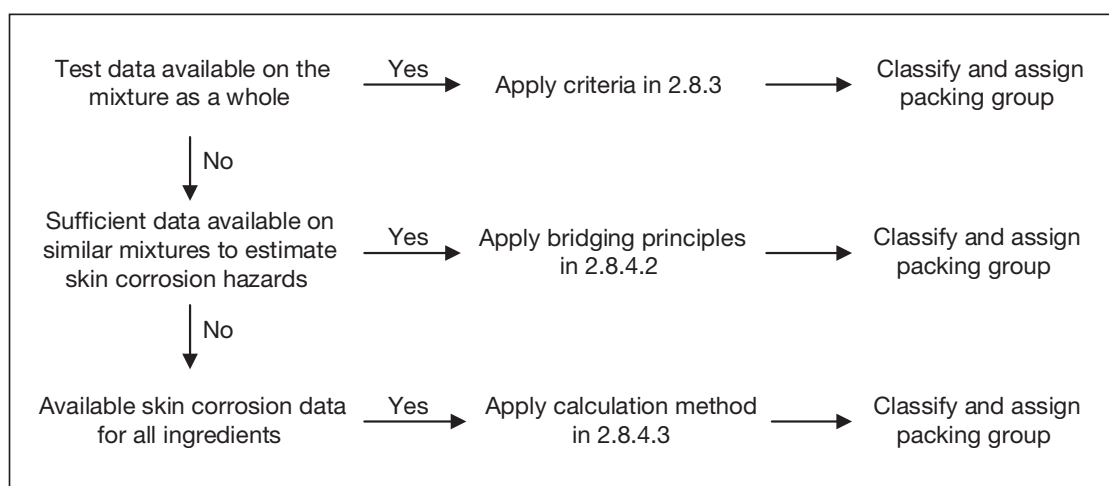 Test data available on the
mixture as a whole
Yes
Apply criteria in 2.8.3
Classify and assign
packing group
No
Sufficient data available on
similar mixtures to estimate
skin corrosion hazards
Yes
Apply bridging principles
in 2.8.4.2
Classify and assign
packing group
No
Available skin corrosion data
for all ingredients
Yes
Apply calculation method
in 2.8.4.3
Classify and assign
packing group